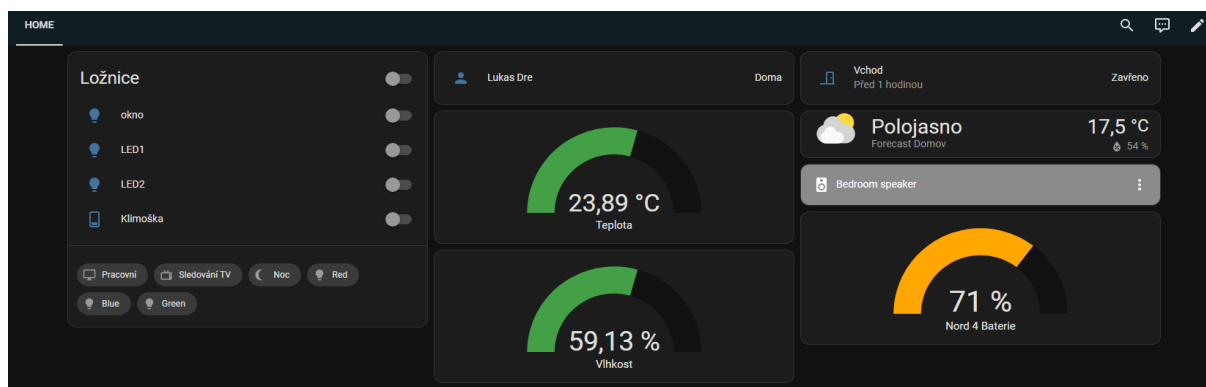 HOME
Ložnice
okno
LED1
LED2
Klimoška
Pracovní
Sledování TV
Noc
Red
Blue
Green
Lukas Dre
Doma
23,89 °C
Teplota
59,13 %
Vlhkost
Vchod
Před 1 hodinou
Zavřeno
Polojasno
Forecast Domov
17,5 °C
54 %
Bedroom speaker
71 %
Nord 4 Baterie